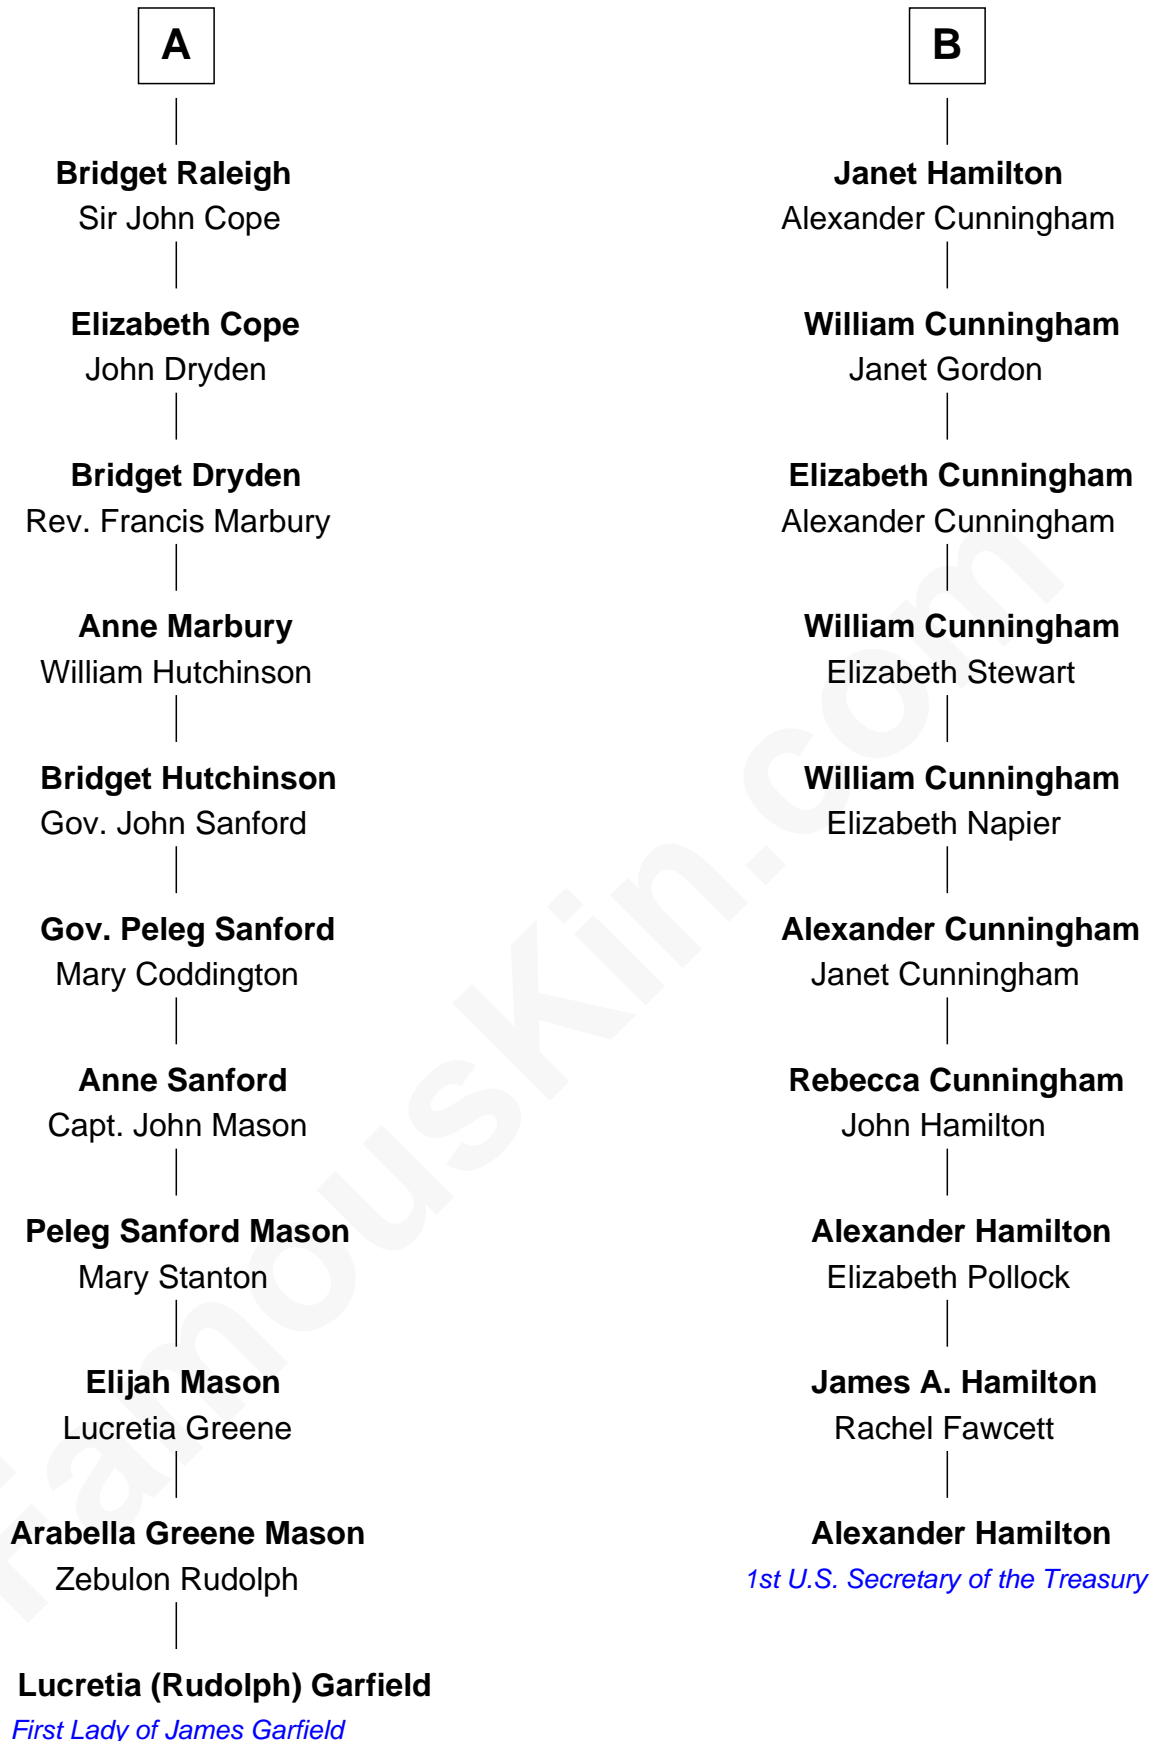 A
Bridget Raleigh
Sir John Cope
Elizabeth Cope
John Dryden
Bridget Dryden
Rev. Francis Marbury
Anne Marbury
William Hutchinson
Bridget Hutchinson
Gov. John Sanford
Gov. Peleg Sanford
Mary Coddington
Anne Sanford
Capt. John Mason
Peleg Sanford Mason
Mary Stanton
Elijah Mason
Lucretia Greene
Arabella Greene Mason
Zebulon Rudolph
Lucretia (Rudolph) Garfield
First Lady of James Garfield
B
Janet Hamilton
Alexander Cunningham
William Cunningham
Janet Gordon
Elizabeth Cunningham
Alexander Cunningham
William Cunningham
Elizabeth Stewart
William Cunningham
Elizabeth Napier
Alexander Cunningham
Janet Cunningham
Rebecca Cunningham
John Hamilton
Alexander Hamilton
Elizabeth Pollock
James A. Hamilton
Rachel Fawcett
Alexander Hamilton
1st U.S. Secretary of the Treasury
FamousKin.com